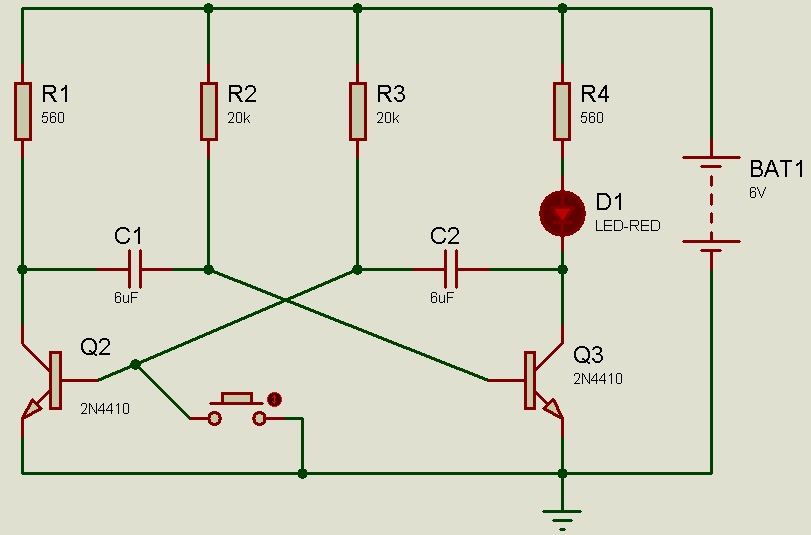 R1
560
R2
20k
R3
20k
R4
560
BAT1
6V
D1
LED-RED
C1
6uF
C2
6uF
Q2
2N4410
Q3
2N4410